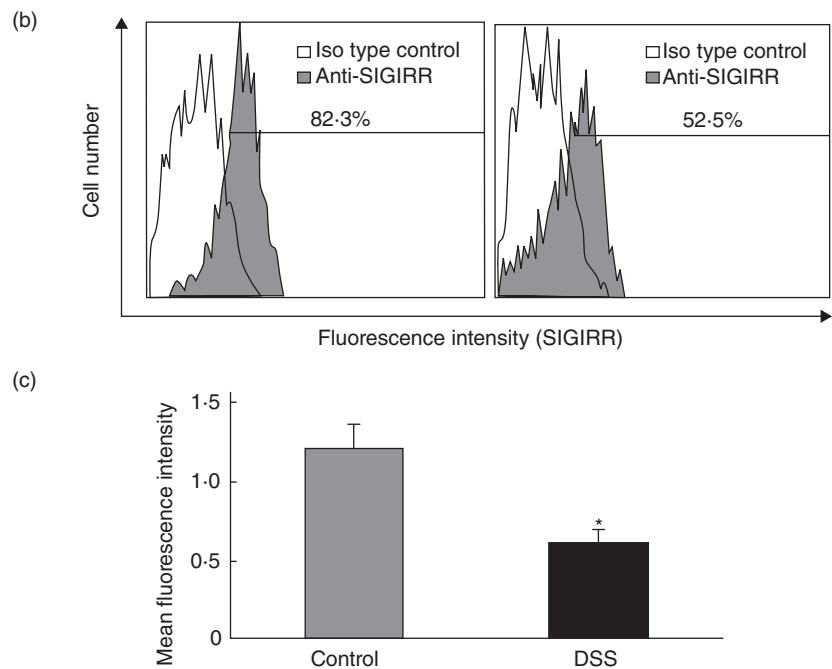 (b)
Iso type control
Anti-SIGIRR
82·3%
Iso type control
Anti-SIGIRR
52·5%
Cell number
Fluorescence intensity (SIGIRR)
(c)
Mean fluorescence intensity
1·5
1·0
0·5
0
*
Control
DSS